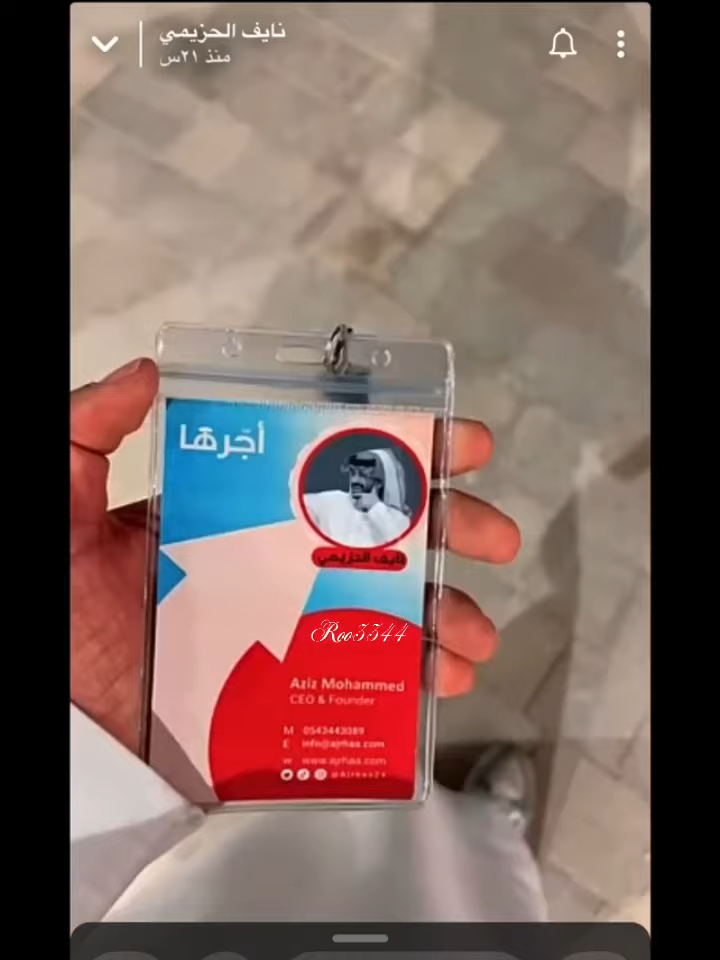 نايف الحزيمي
منذ ٢١س
أجّرها
نايف الحزيمي
Roo3344
Aziz Mohammed
CEO & Founder
M 0543443089
E info@ajrhaa.com
w www.ajrhaa.com